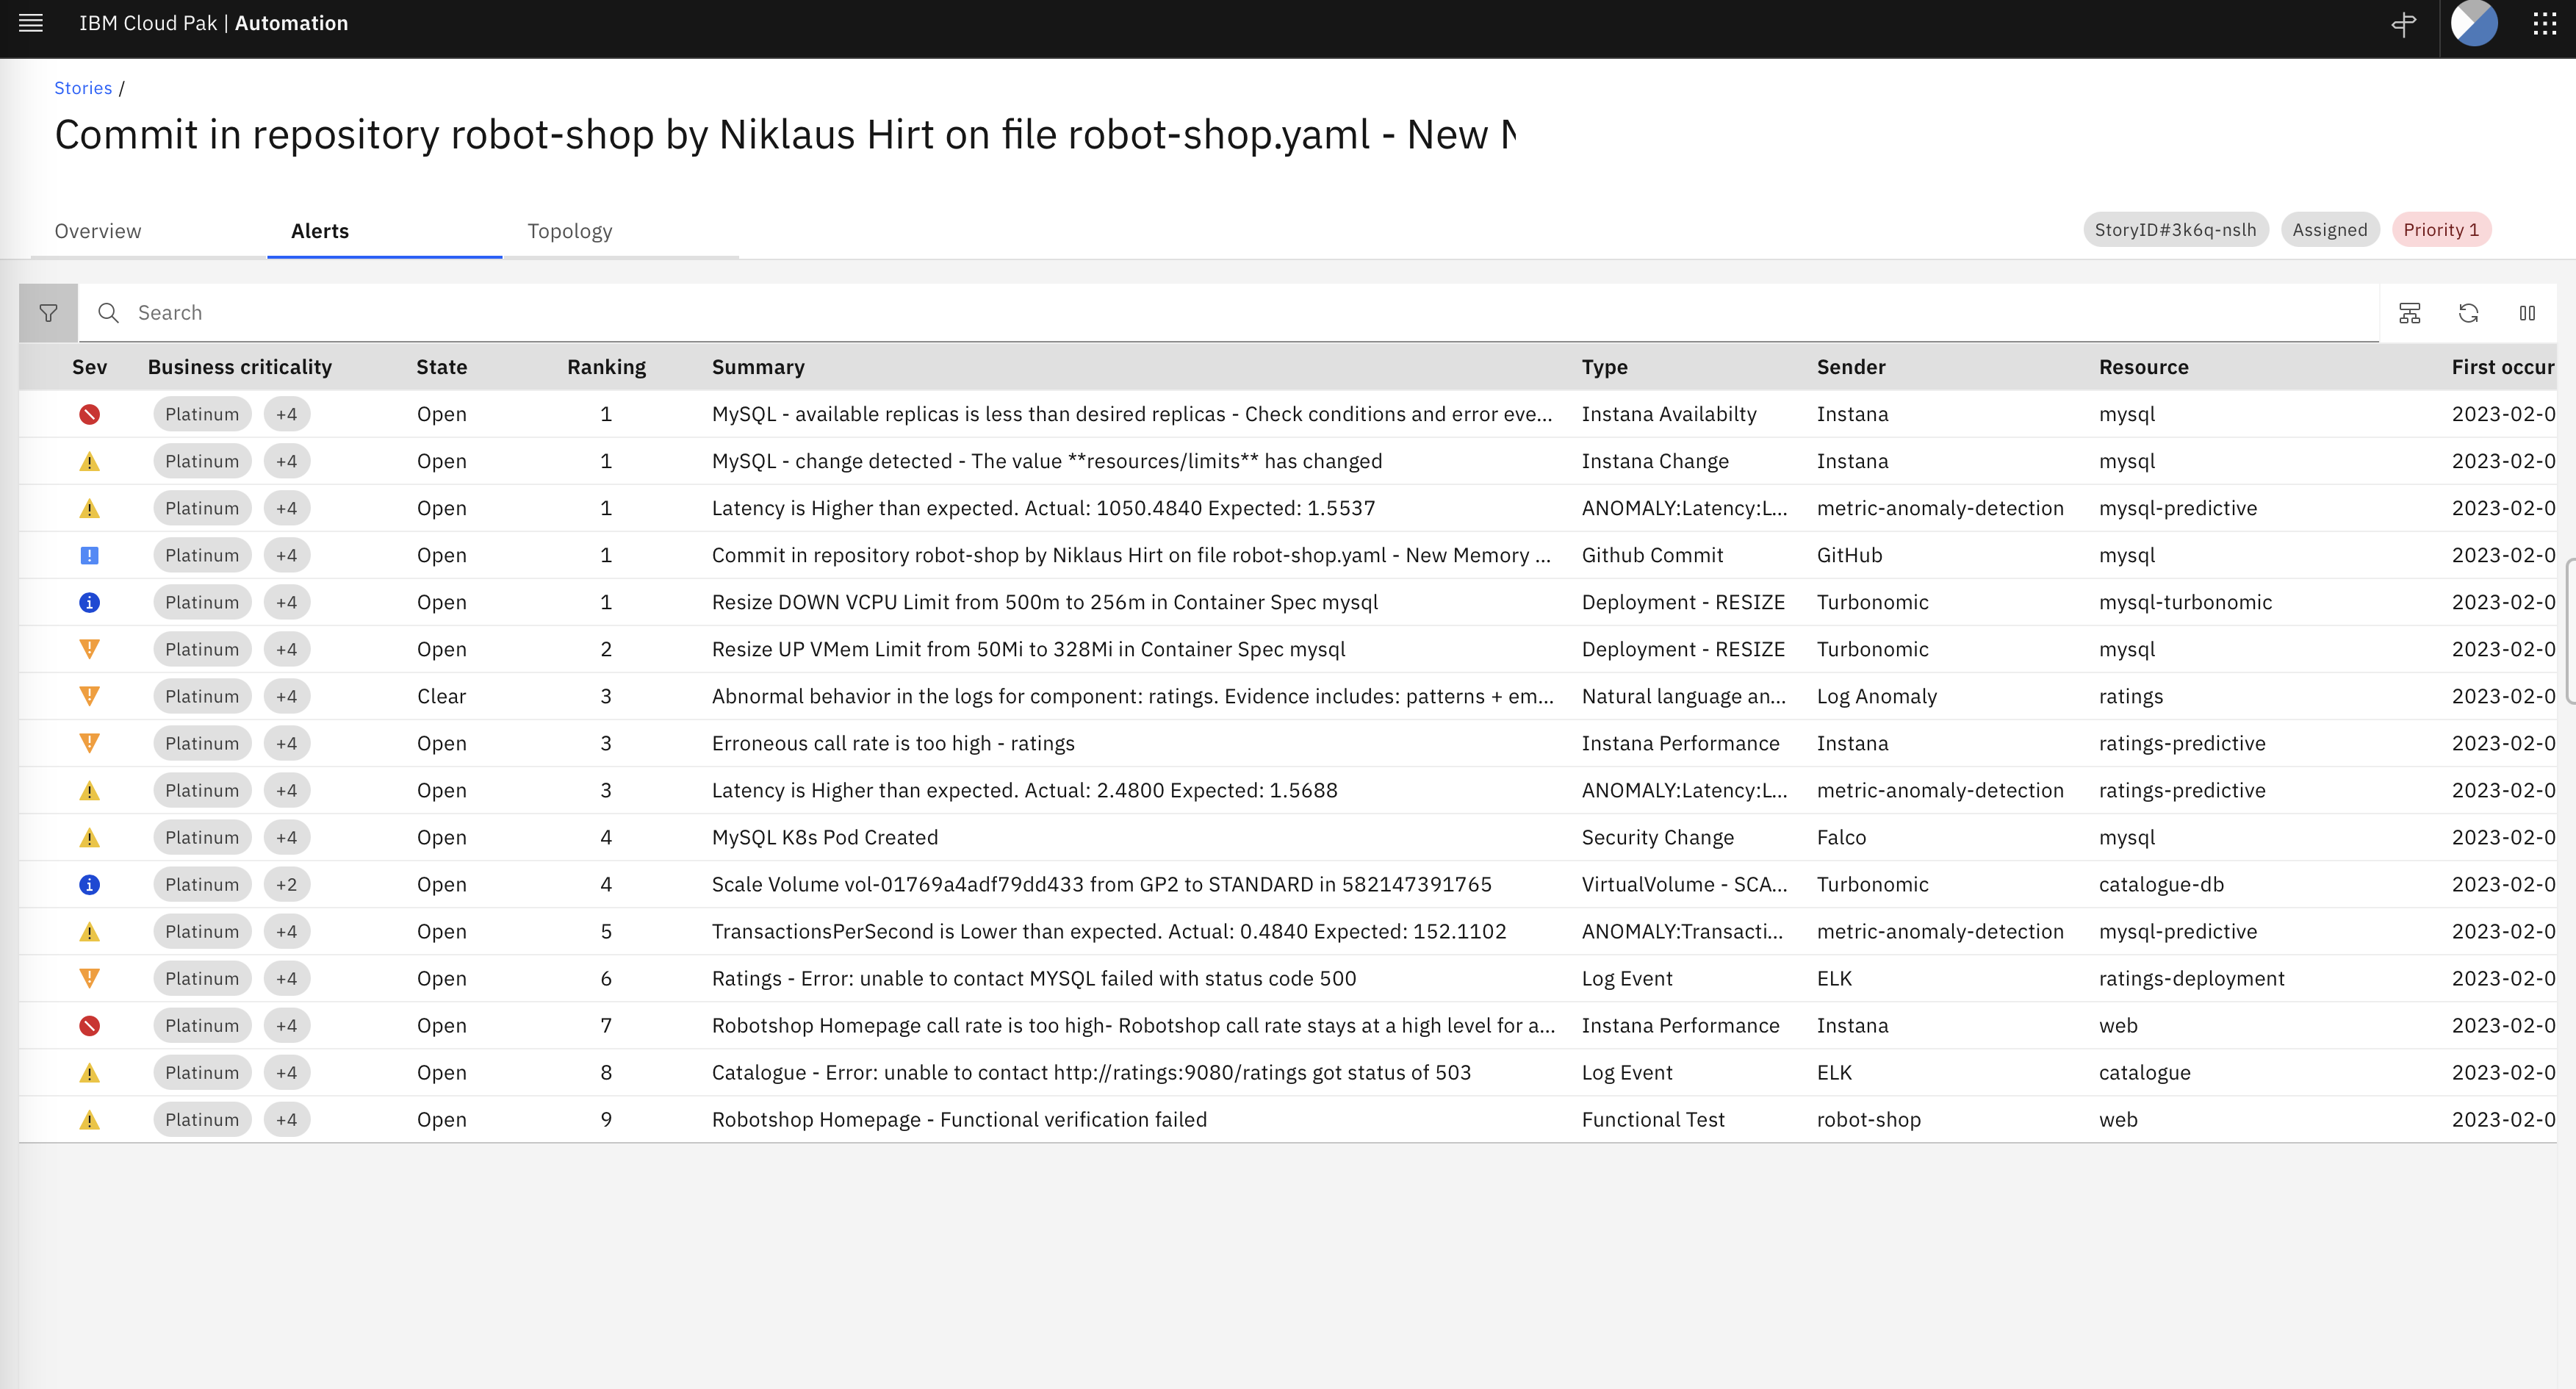 IBM Cloud Pak | Automation
Stories /
Commit in repository robot-shop by Niklaus Hirt on file robot-shop.yaml - New
Overview Alerts Topology StoryID#3k6q-nslh Assigned Priority 1
Search
Sev Business criticality State Ranking Summary Type Sender Resource First occur
Platinum +4 Open 1 MySQL - available replicas is less than desired replicas - Check conditions and error eve... Instana Availabilty Instana mysql 2023-02-0
Platinum +4 Open 1 MySQL - change detected - The value **resources/limits** has changed Instana Change Instana mysql 2023-02-0
Platinum +4 Open 1 Latency is Higher than expected. Actual: 1050.4840 Expected: 1.5537 ANOMALY:Latency:L... metric-anomaly-detection mysql-predictive 2023-02-0
Platinum +4 Open 1 Commit in repository robot-shop by Niklaus Hirt on file robot-shop.yaml - New Memory ... Github Commit GitHub mysql 2023-02-0
Platinum +4 Open 1 Resize DOWN VCPU Limit from 500m to 256m in Container Spec mysql Deployment - RESIZE Turbonomic mysql-turbonomic 2023-02-0
Platinum +4 Open 2 Resize UP VMem Limit from 50Mi to 328Mi in Container Spec mysql Deployment - RESIZE Turbonomic mysql 2023-02-0
Platinum +4 Clear 3 Abnormal behavior in the logs for component: ratings. Evidence includes: patterns + em... Natural language an... Log Anomaly ratings 2023-02-0
Platinum +4 Open 3 Erroneous call rate is too high - ratings Instana Performance Instana ratings-predictive 2023-02-0
Platinum +4 Open 3 Latency is Higher than expected. Actual: 2.4800 Expected: 1.5688 ANOMALY:Latency:L... metric-anomaly-detection ratings-predictive 2023-02-0
Platinum +4 Open 4 MySQL K8s Pod Created Security Change Falco mysql 2023-02-0
Platinum +2 Open 4 Scale Volume vol-01769a4adf79dd433 from GP2 to STANDARD in 582147391765 VirtualVolume - SCA... Turbonomic catalogue-db 2023-02-0
Platinum +4 Open 5 TransactionsPerSecond is Lower than expected. Actual: 0.4840 Expected: 152.1102 ANOMALY:Transacti... metric-anomaly-detection mysql-predictive 2023-02-0
Platinum +4 Open 6 Ratings - Error: unable to contact MYSQL failed with status code 500 Log Event ELK ratings-deployment 2023-02-0
Platinum +4 Open 7 Robotshop Homepage call rate is too high- Robotshop call rate stays at a high level for a... Instana Performance Instana web 2023-02-0
Platinum +4 Open 8 Catalogue - Error: unable to contact http://ratings:9080/ratings got status of 503 Log Event ELK catalogue 2023-02-0
Platinum +4 Open 9 Robotshop Homepage - Functional verification failed Functional Test robot-shop web 2023-02-0